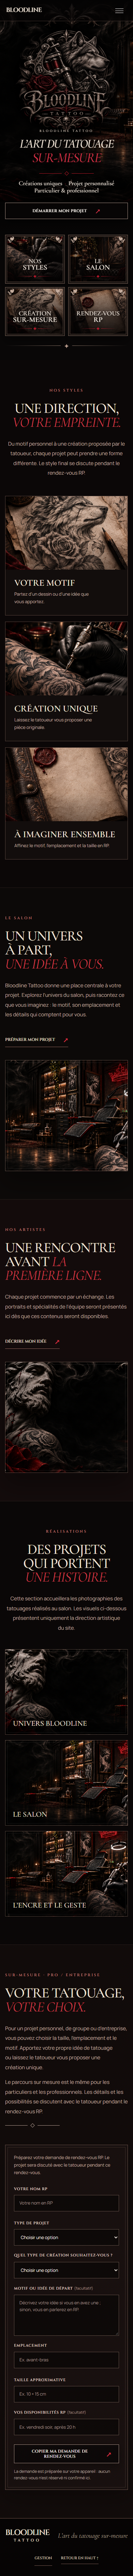 BLOODLINE
BLOODLINE
TATTOO
BLOODLINE TATTOO
L'ART DU TATOUAGE
SUR-MESURE
Créations uniques
Projet personnalisé
Particulier & professionnel
DÉMARRER MON PROJET ↗
NOS
STYLES
LE
SALON
CRÉATION
SUR-MESURE
RENDEZ-VOUS
RP
NOS STYLES
UNE DIRECTION,
VOTRE EMPREINTE.
Du motif personnel à une création proposée par le
tatoueur, chaque projet peut prendre une forme
différente. Le style final se discute pendant le
rendez-vous RP.
VOTRE MOTIF
Partez d'un dessin ou d'une idée que
vous apportez.
CRÉATION UNIQUE
Laissez le tatoueur vous proposer une
pièce originale.
À IMAGINER ENSEMBLE
Affinez le motif, l'emplacement et la taille en RP.
LE SALON
UN UNIVERS
À PART,
UNE IDÉE À VOUS.
Bloodline Tattoo donne une place centrale à votre
projet. Explorez l'univers du salon, puis racontez ce
que vous imaginez : le motif, son emplacement et
les détails qui comptent pour vous.
PRÉPARER MON PROJET ↗
NOS ARTISTES
UNE RENCONTRE
AVANT LA
PREMIÈRE LIGNE.
Chaque projet commence par un échange. Les
portraits et spécialités de l'équipe seront présentés
ici dès que ces contenus seront disponibles.
DÉCRIRE MON IDÉE ↗
RÉALISATIONS
DES PROJETS
QUI PORTENT
UNE HISTOIRE.
Cette section accueillera les photographies des
tatouages réalisés en RP. Les visuels ci-dessous
présentent uniquement la direction artistique
du site.
UNIVERS BLOODLINE
LE SALON
L'ENCRE ET LE GESTE
SUR-MESURE · PRO / ENTREPRISE
VOTRE TATOUAGE,
VOTRE CHOIX.
Pour un projet personnel, de groupe ou d'entreprise,
vous pouvez choisir la taille, l'emplacement et le
motif. Apportez votre propre idée de tatouage
ou laissez le tatoueur vous proposer une
création unique.
Le parcours sur mesure est le même pour les
particuliers et les professionnels. Les détails et les
possibilités se discutent avec le tatoueur pendant le
rendez-vous RP.
Préparez votre demande de rendez-vous RP. Le
projet sera discuté avec le tatoueur pendant ce
rendez-vous.
VOTRE NOM RP
Votre nom en RP
TYPE DE PROJET
Choisir une option
QUEL TYPE DE CRÉATION SOUHAITEZ-VOUS ?
Choisir une option
MOTIF OU IDÉE DE DÉPART (facultatif)
Décrivez votre idée si vous en avez une ;
sinon, vous en parlerez en RP.
EMPLACEMENT
Ex. avant-bras
TAILLE APPROXIMATIVE
Ex. 10 × 15 cm
VOS DISPONIBILITÉS RP (facultatif)
Ex. vendredi soir, après 20 h
COPIER MA DEMANDE DE
RENDEZ-VOUS ↗
La demande est préparée sur votre appareil : aucun
rendez-vous n'est réservé ni confirmé ici.
BLOODLINE
TATTOO
L'art du tatouage sur-mesure
GESTION
RETOUR EN HAUT ↑